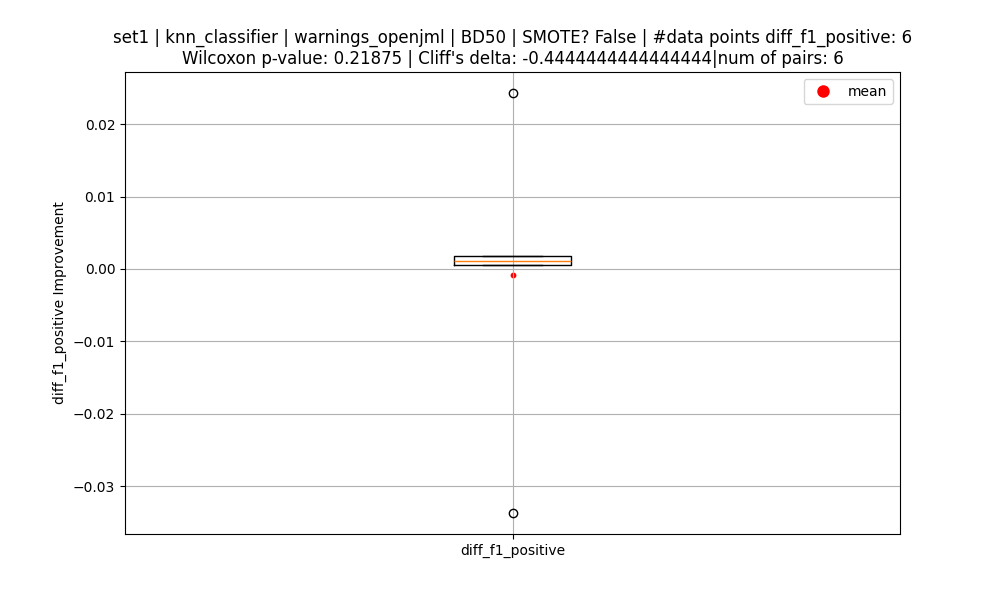 set1 | knn_classifier | warnings_openjml | BD50 | SMOTE? False | #data points diff_f1_positive: 6
Wilcoxon p-value: 0.21875 | Cliff's delta: -0.4444444444444444|num of pairs: 6
mean
0.02
0.01
0.00
−0.01
−0.02
−0.03
diff_f1_positive Improvement
diff_f1_positive